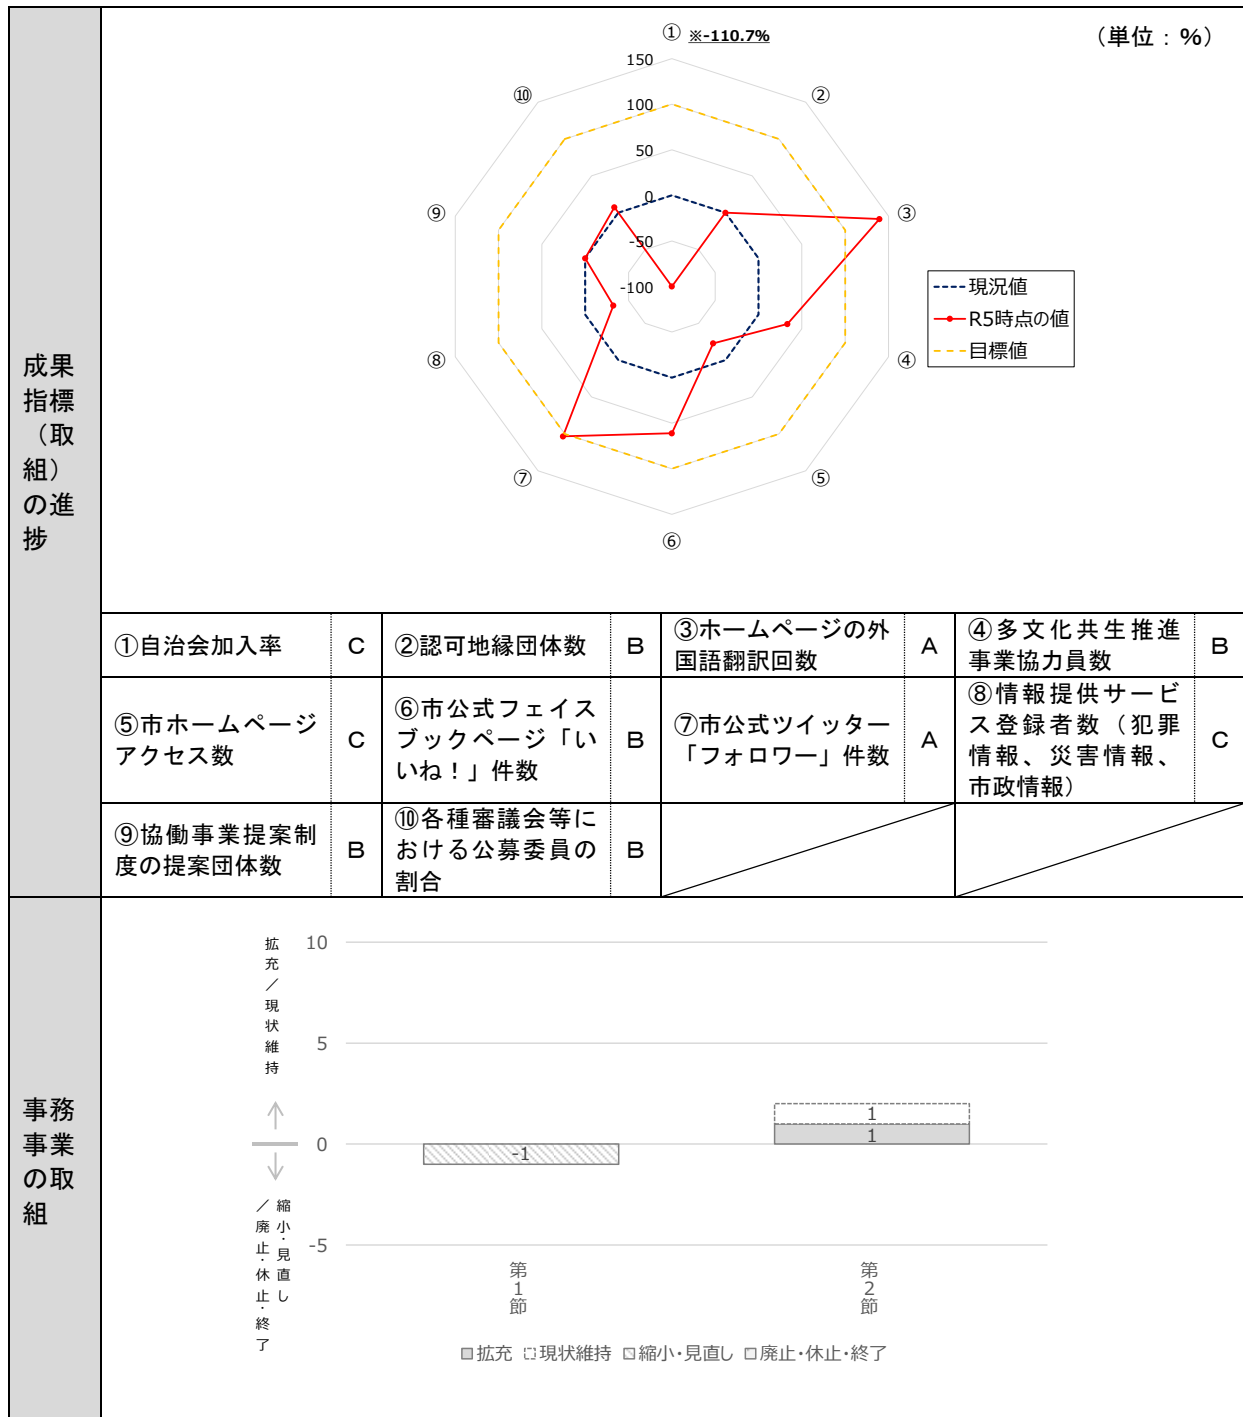 成果
指標
（取
組）
の進
捗
（単位：%）
① ※-110.7%
②
③
④
⑤
⑥
⑦
⑧
⑨
⑩
150
100
50
0
-50
-100
現況値
R5時点の値
目標値
①自治会加入率
C
②認可地縁団体数
B
③ホームページの外
国語翻訳回数
A
④多文化共生推進
事業協力員数
B
⑤市ホームページ
アクセス数
C
⑥市公式フェイス
ブックページ「い
いね！」件数
B
⑦市公式ツイッター
「フォロワー」件数
A
⑧情報提供サービ
ス登録者数（犯罪
情報、災害情報、
市政情報）
C
⑨協働事業提案制
度の提案団体数
B
⑩各種審議会等に
おける公募委員の
割合
B
事務
事業
の取
組
拡充／現状維持
縮小・見直し
／廃止・休止・終了
10
5
0
-5
-1
1
1
第1節
第2節
拡充 現状維持 縮小・見直し 廃止・休止・終了